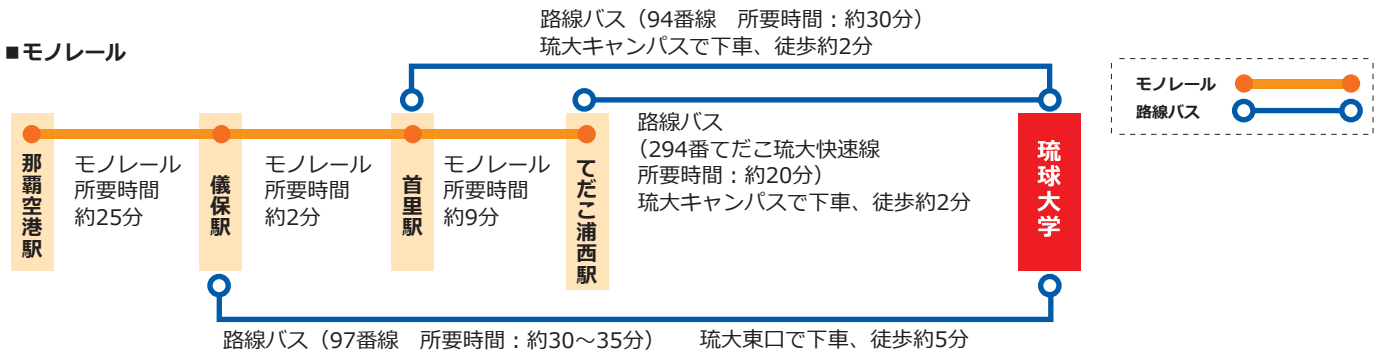 路線バス（94番線　所要時間：約30分）
琉大キャンパスで下車、徒歩約2分
■モノレール
モノレール
路線バス
那覇空港駅
モノレール
所要時間
約25分
儀保駅
モノレール
所要時間
約2分
首里駅
モノレール
所要時間
約9分
てだこ浦西駅
路線バス
（294番てだこ琉大快速線
所要時間：約20分）
琉大キャンパスで下車、徒歩約2分
琉球大学
路線バス（97番線　所要時間：約30～35分）　琉大東口で下車、徒歩約5分